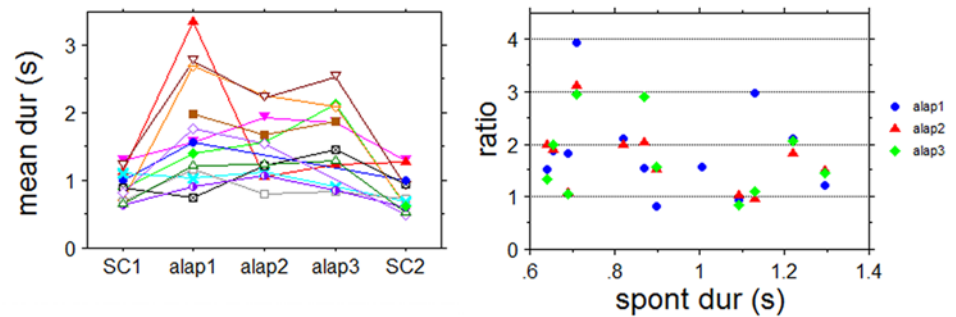 mean dur (s)
3
2
1
0
SC1 alap1 alap2 alap3 SC2
ratio
4
3
2
1
0
.6 .8 1 1.2 1.4
spont dur (s)
alap1
alap2
alap3